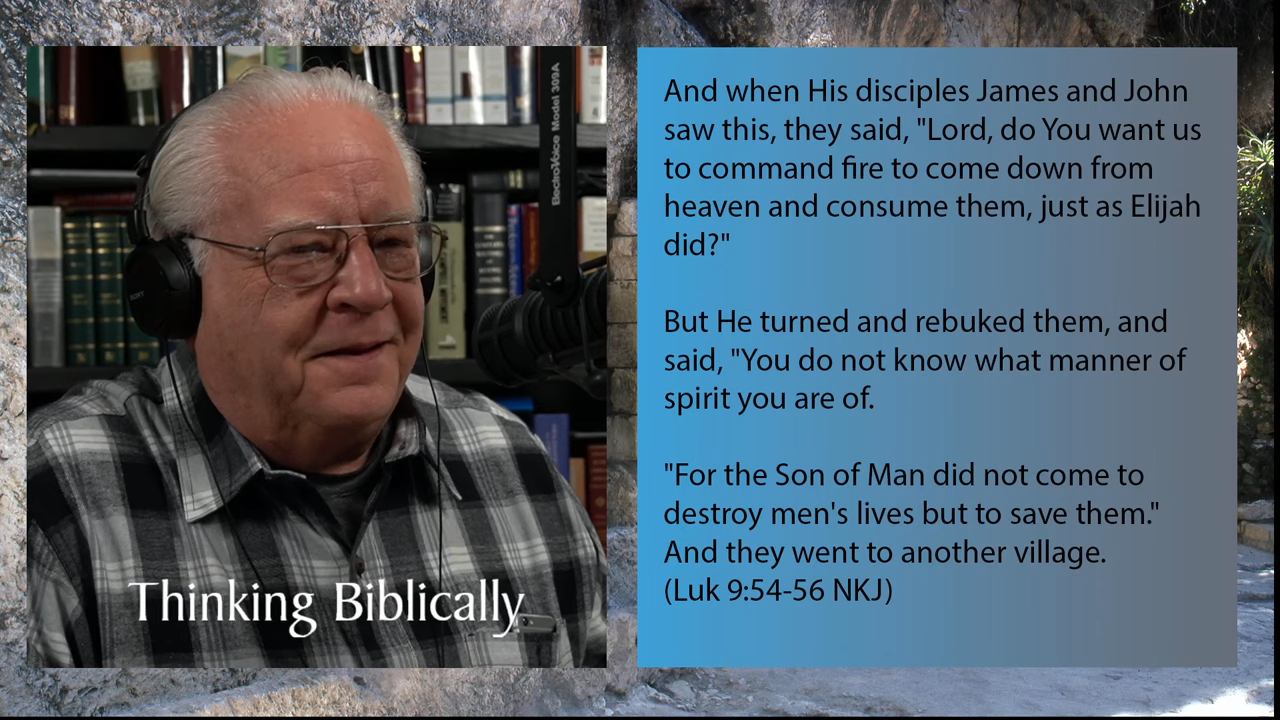 ElectroVoice Model 309A
SONY
Thinking Biblically
And when His disciples James and John
saw this, they said, "Lord, do You want us
to command fire to come down from
heaven and consume them, just as Elijah
did?"
But He turned and rebuked them, and
said, "You do not know what manner of
spirit you are of.
"For the Son of Man did not come to
destroy men's lives but to save them."
And they went to another village.
(Luk 9:54-56 NKJ)